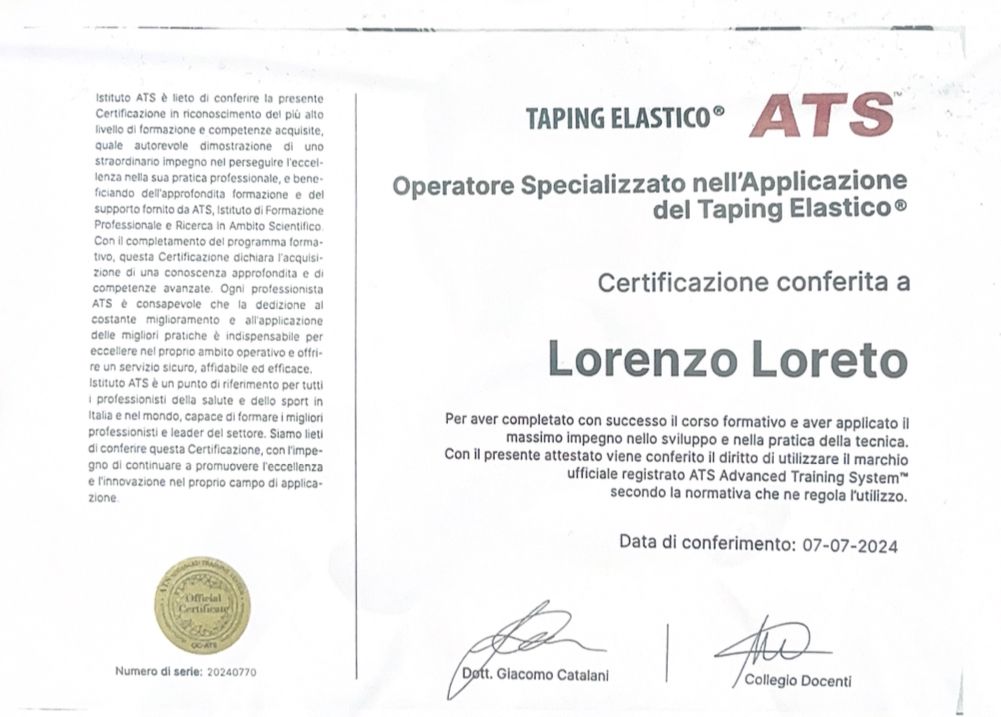 Istituto ATS è lieto di conferire la presente
Certificazione in riconoscimento del più alto
livello di formazione e competenze acquisite,
quale autorevole dimostrazione di uno
straordinario impegno nel perseguire l'eccel-
lenza nella sua pratica professionale, e bene-
ficiando dell'approfondita formazione e del
supporto fornito da ATS, Istituto di Formazione
Professionale e Ricerca in Ambito Scientifico.
Con il completamento del programma forma-
tivo, questa Certificazione dichiara l'acquisi-
zione di una conoscenza approfondita e di
competenze avanzate. Ogni professionista
ATS è consapevole che la dedizione al
costante miglioramento e all'applicazione
delle migliori pratiche è indispensabile per
eccellere nel proprio ambito operativo e offri-
re un servizio sicuro, affidabile ed efficace.
Istituto ATS è un punto di riferimento per tutti
i professionisti della salute e dello sport in
Italia e nel mondo, capace di formare i migliori
professionisti e leader del settore. Siamo lieti
di conferire questa Certificazione, con l'impe-
gno di continuare a promuovere l'eccellenza
e l'innovazione nel proprio campo di applica-
zione.
Official
Certificate
Numero di serie: 20240770
TAPING ELASTICO® ATS™
Operatore Specializzato nell'Applicazione
del Taping Elastico®
Certificazione conferita a
Lorenzo Loreto
Per aver completato con successo il corso formativo e aver applicato il
massimo impegno nello sviluppo e nella pratica della tecnica.
Con il presente attestato viene conferito il diritto di utilizzare il marchio
ufficiale registrato ATS Advanced Training System™
secondo la normativa che ne regola l'utilizzo.
Data di conferimento: 07-07-2024
Dott. Giacomo Catalani
Collegio Docenti